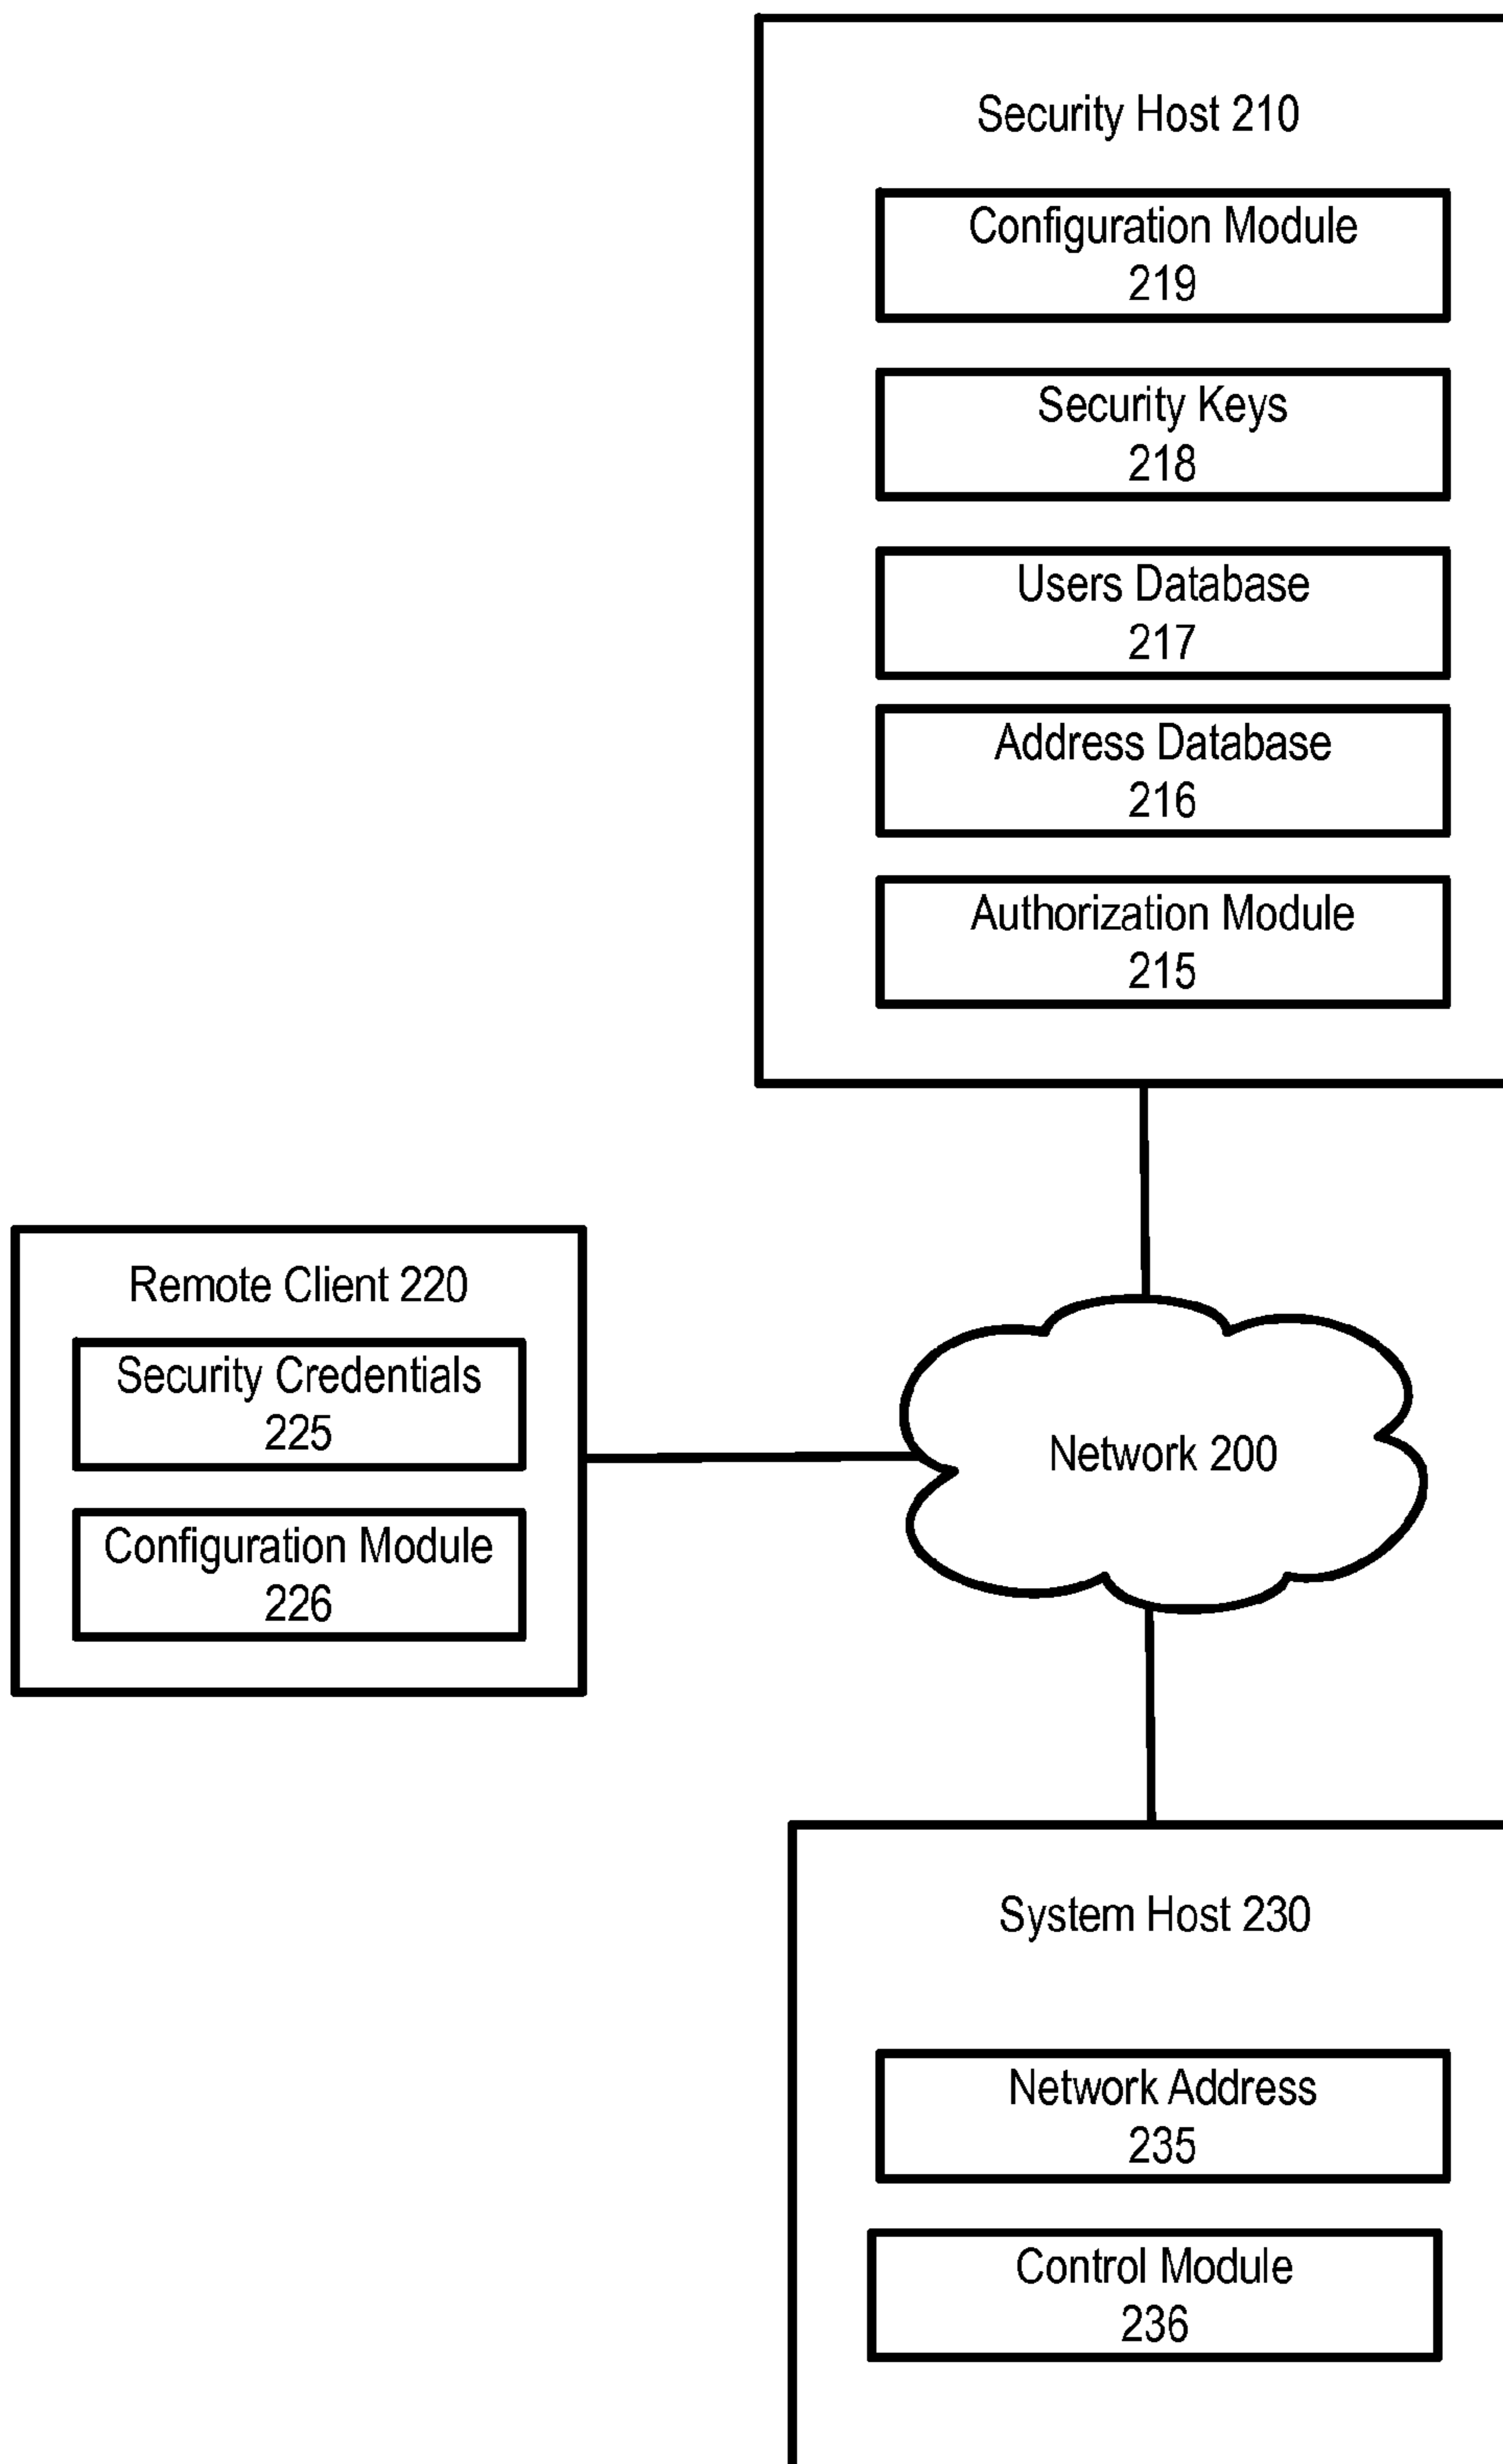 Security Host 210
Configuration Module
219
Security Keys
218
Users Database
217
Address Database
216
Authorization Module
215
Remote Client 220
Security Credentials
225
Configuration Module
226
Network 200
System Host 230
Network Address
235
Control Module
236